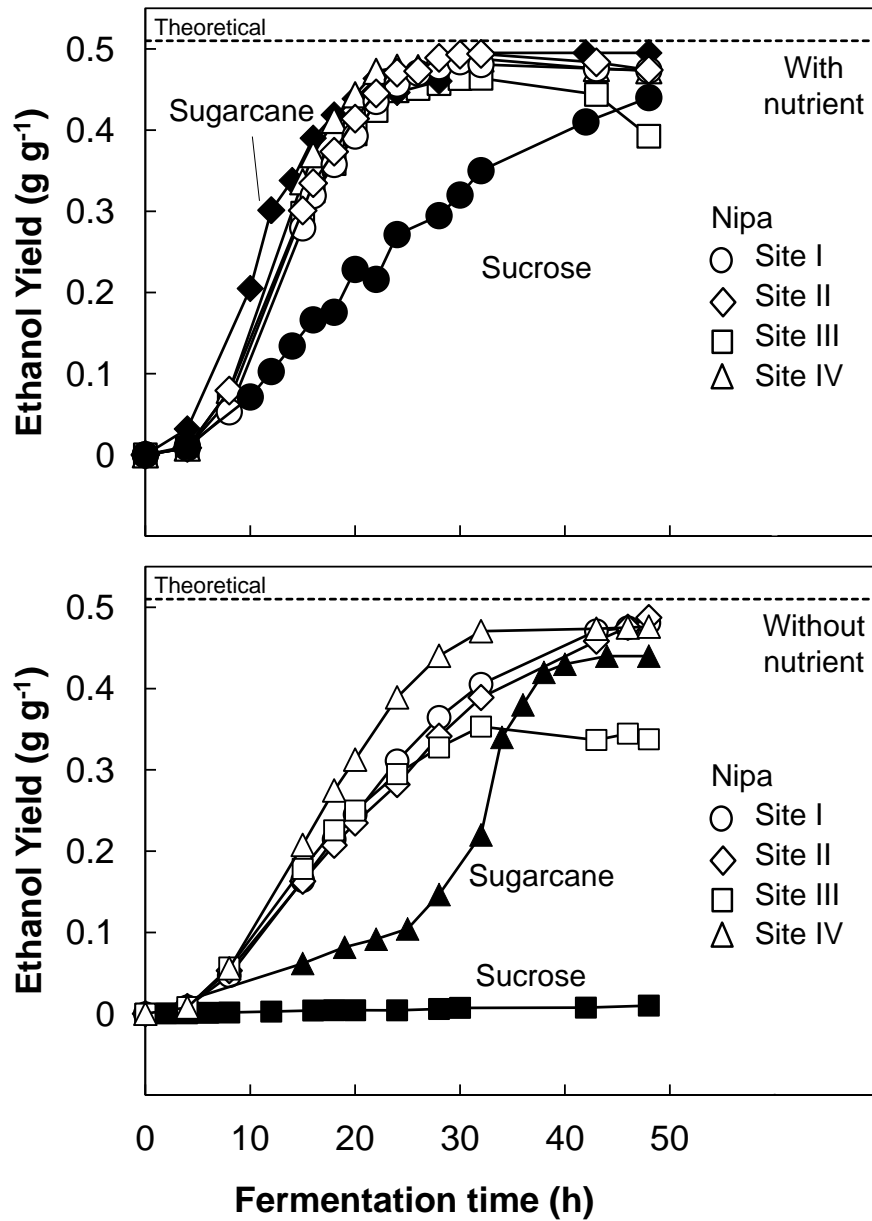 Theoretical
0.5
With
nutrient
Sugarcane
0.4
0.3
Nipa
Site I
Sucrose
Site II
0.2
Site III
Site IV
0.1
0
Ethanol Yield (g g⁻¹)
Theoretical
0.5
Without
nutrient
0.4
0.3
Nipa
Site I
0.2
Site II
Sugarcane
Site III
0.1
Site IV
Sucrose
0
Ethanol Yield (g g⁻¹)
0 10 20 30 40 50
Fermentation time (h)